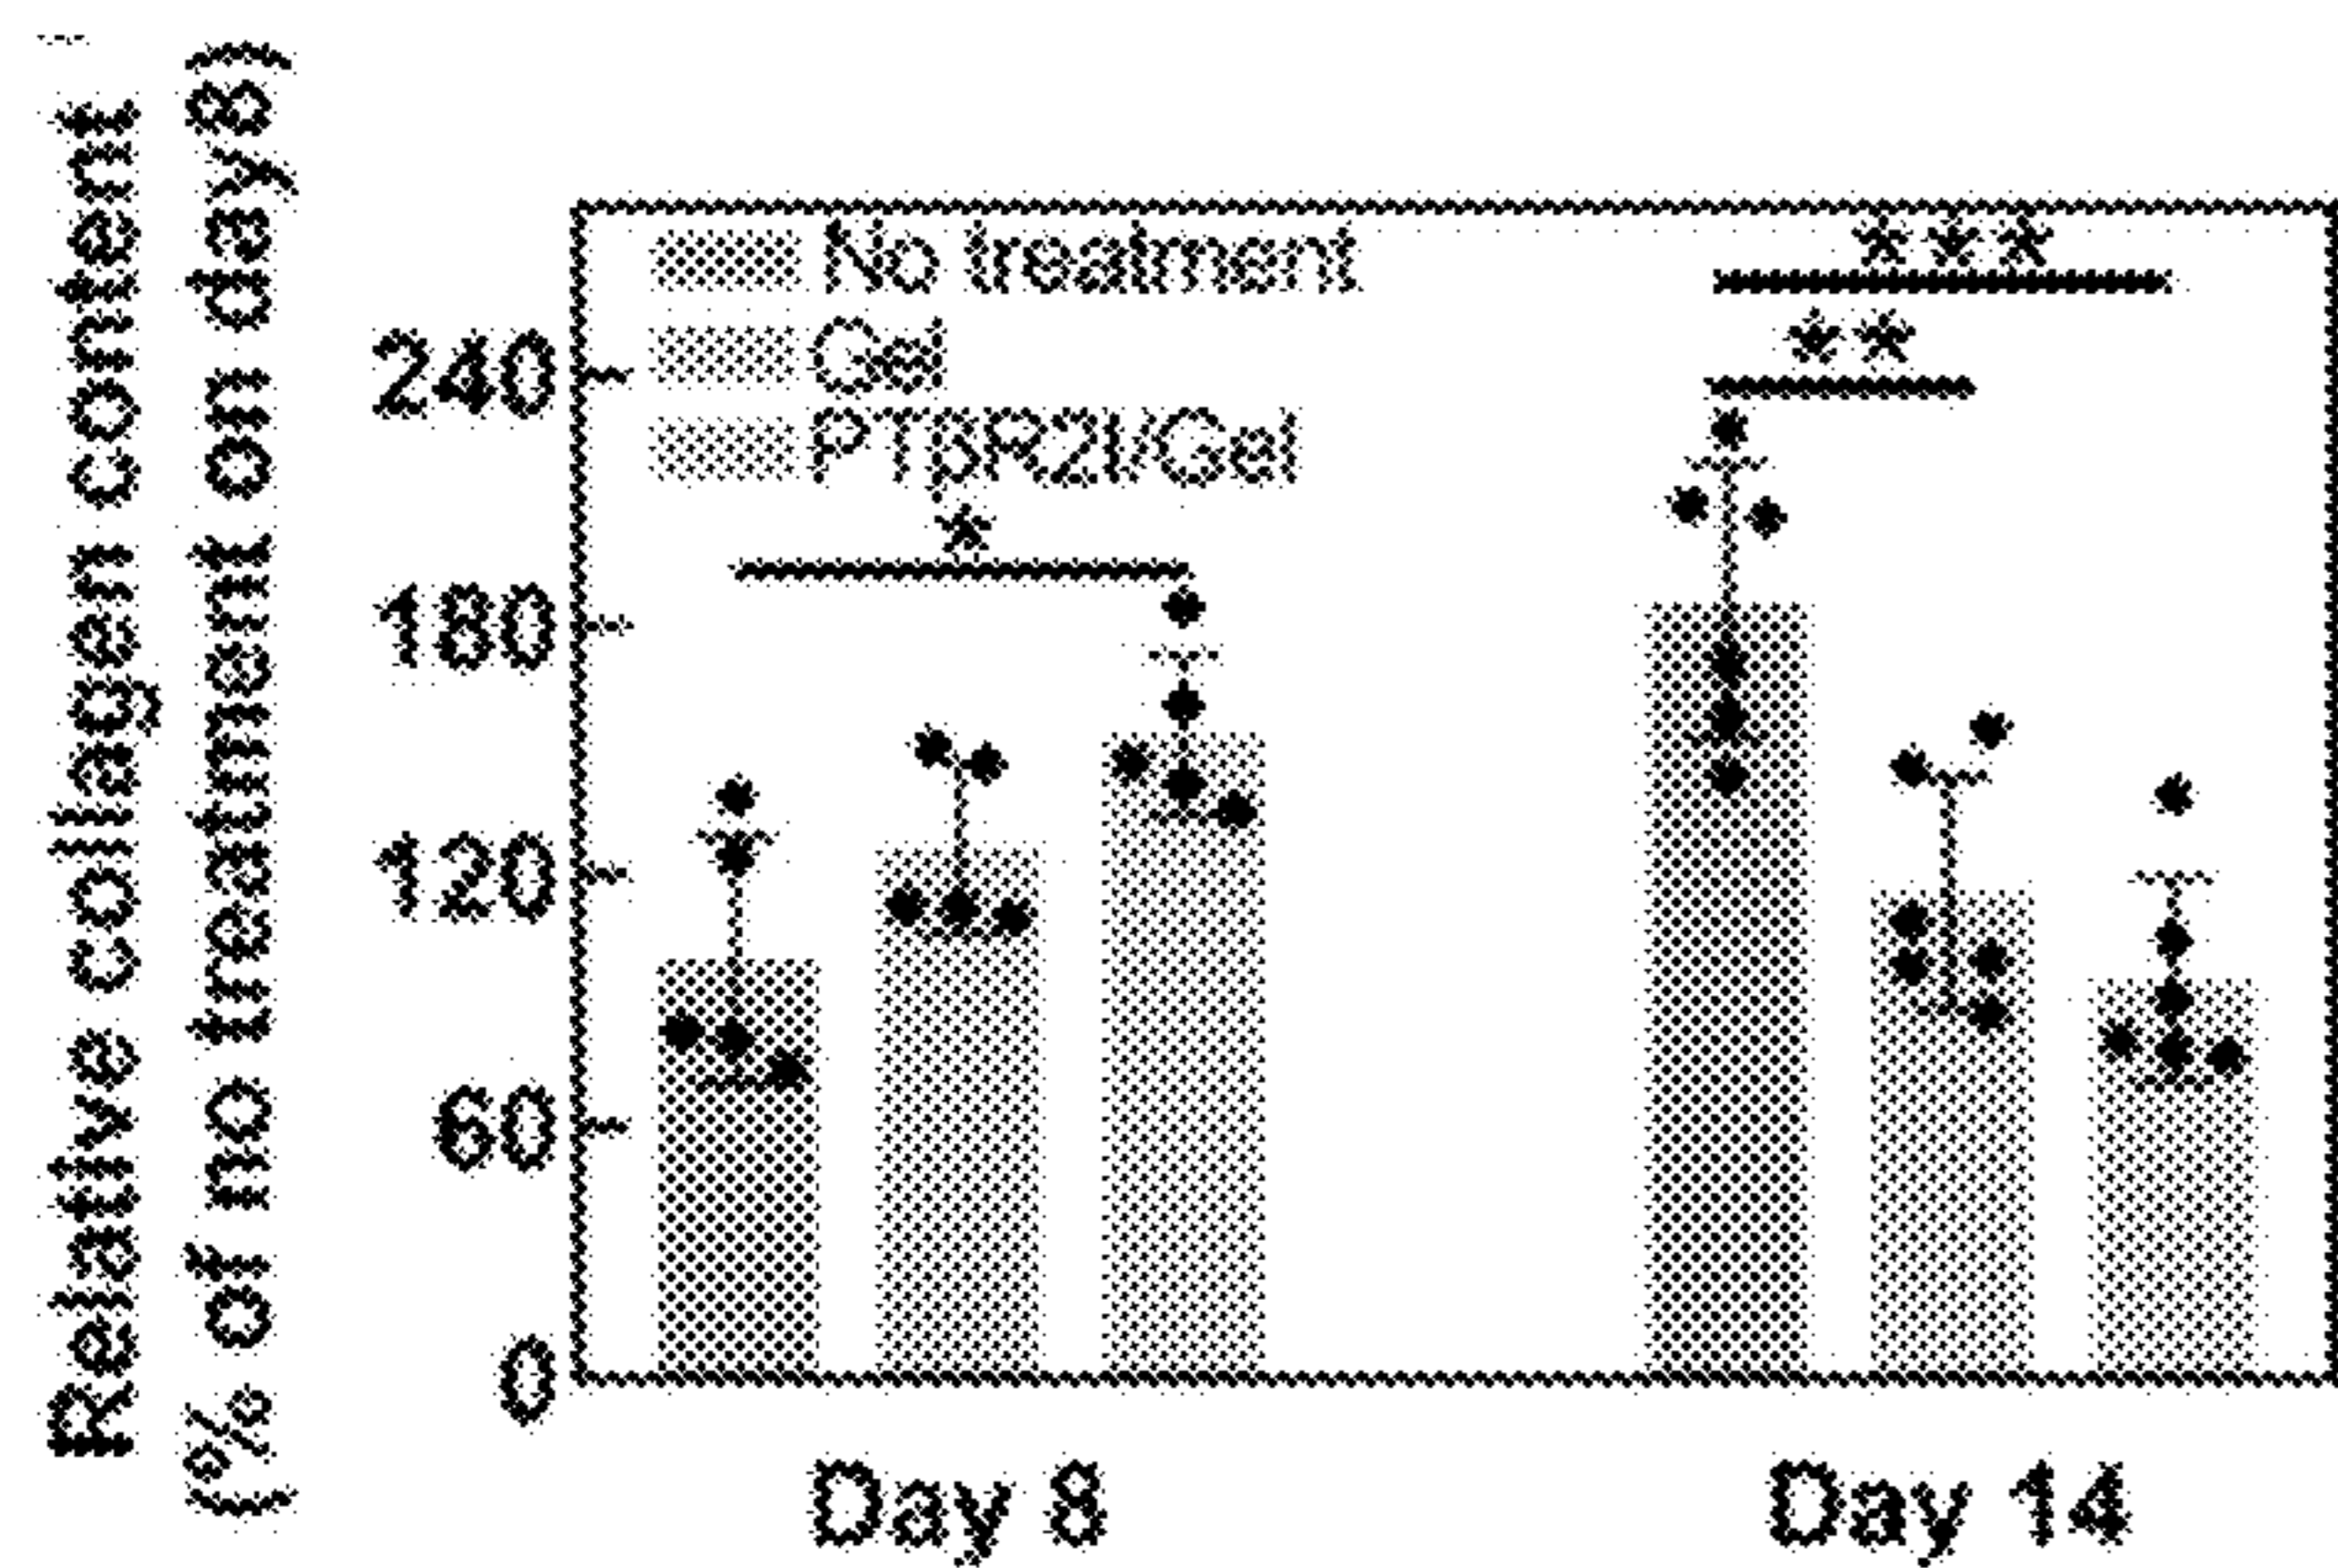 Relative collagen content
(% of no treatment on day8)
No treatment
Gel
PTβR2I/Gel
240
180
120
60
0
*
***
**
Day 8
Day 14